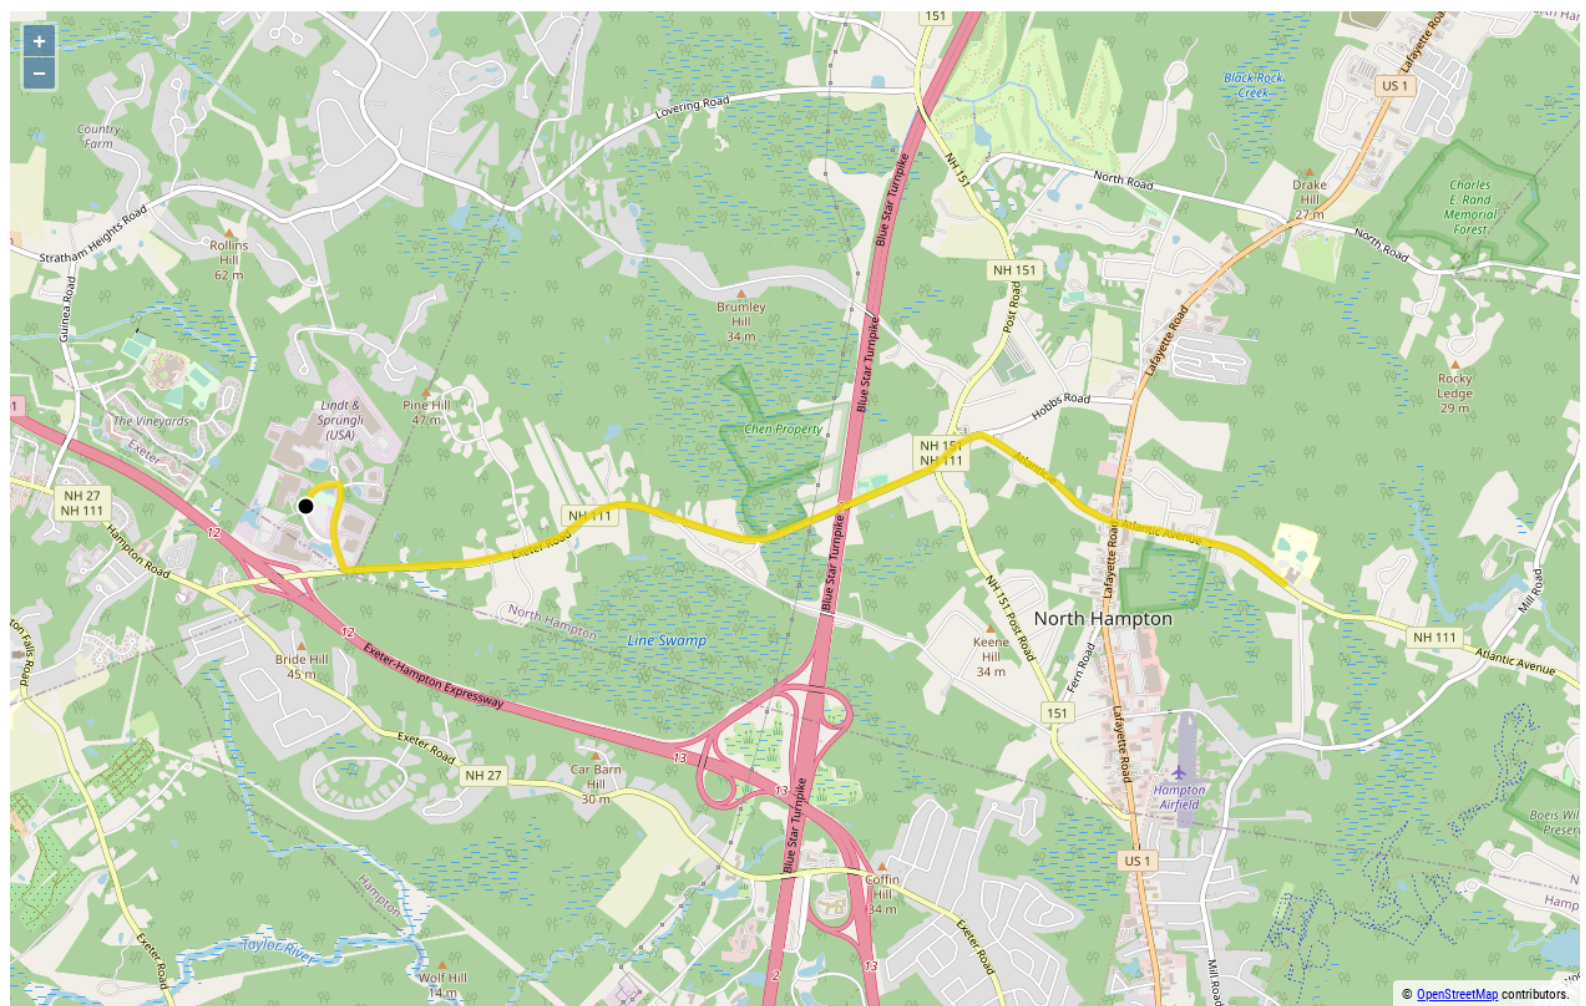 +
−
151
Black Rock
Creek
Lafayette Road
US 1
Lovering Road
Country
Farm
Blue Star Turnpike
NH 151
North Road
Drake
Hill
27 m
Charles
E. Rand
Memorial
Forest
Stratham Heights Road
Rollins
Hill
62 m
North Road
Guinea Road
NH 151
Brumley
Hill
34 m
Post Road
Blue Star Turnpike
Lafayette Road
Rocky
Ledge
29 m
The Vineyards
Lindt &
Sprüngli
(USA)
Pine Hill
47 m
Hobbs Road
Chen Property
Exeter
NH 151
NH 111
Atlantic
NH 27
NH 111
12
NH 111
Exeter Road
Atlantic Avenue
Hampton Road
Blue Star Turnpike
Lafayette Road
NH 151 Post Road
Mill Road
North Hampton
North Hampton
Line Swamp
12
Keene
Hill
34 m
NH 111
Atlantic Avenue
Bride Hill
45 m
Exeter-Hampton Expressway
Fern Road
151
Lafayette Road
Exeter Road
NH 27
13
Car Barn
Hill
30 m
13
Hampton
Airfield
Blue Star Turnpike
US 1
Coffin
Hill
34 m
Hampton
Exeter Road
Exeter Road
Taylor River
Wolf Hill
14 m
2
13
Mill Road
© OpenStreetMap contributors.